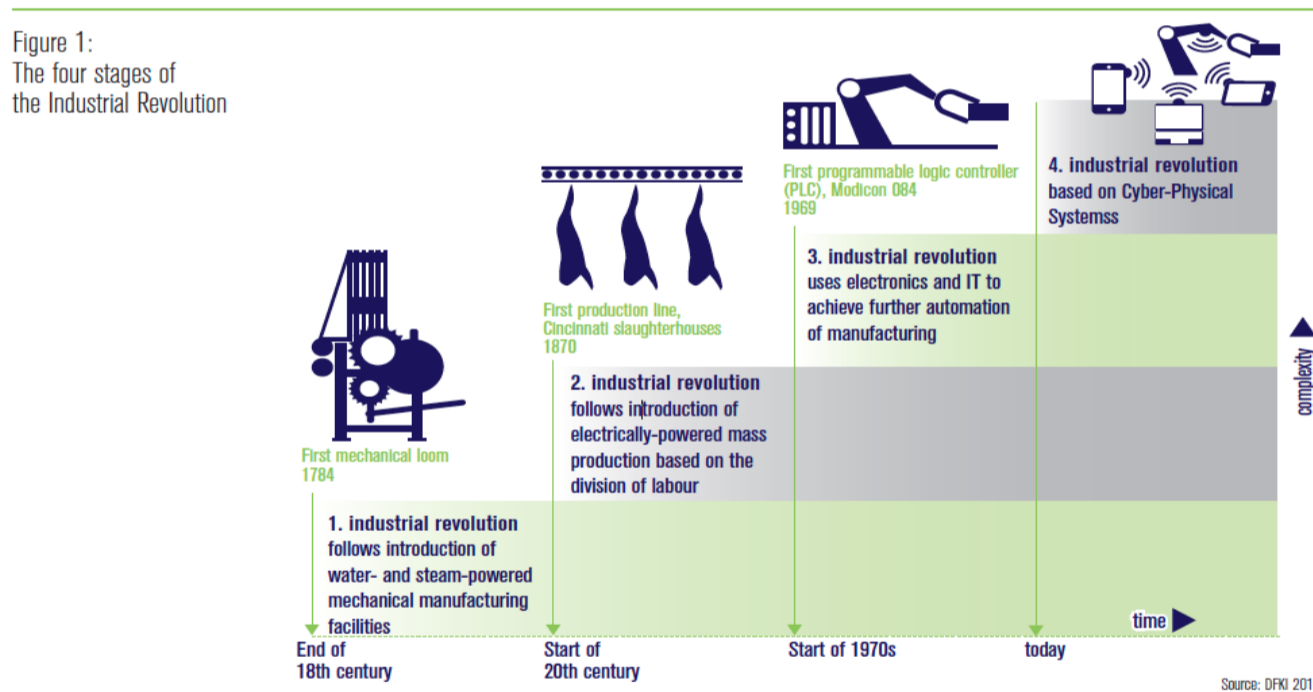 Figure 1:
The four stages of
the Industrial Revolution
First mechanical loom
1784
1. industrial revolution
follows introduction of
water- and steam-powered
mechanical manufacturing
facilities
End of
18th century
First production line,
Cincinnati slaughterhouses
1870
2. industrial revolution
follows introduction of
electrically-powered mass
production based on the
division of labour
Start of
20th century
First programmable logic controller
(PLC), Modicon 084
1969
3. industrial revolution
uses electronics and IT to
achieve further automation
of manufacturing
Start of 1970s
4. industrial revolution
based on Cyber-Physical
Systemss
today
time
complexity
Source: DFKI 201